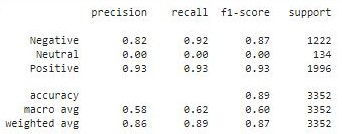 precision recall f1-score support
Negative 0.82 0.92 0.87 1222
Neutral 0.00 0.00 0.00 134
Positive 0.93 0.93 0.93 1996
accuracy 0.89 3352
macro avg 0.58 0.62 0.60 3352
weighted avg 0.86 0.89 0.87 3352